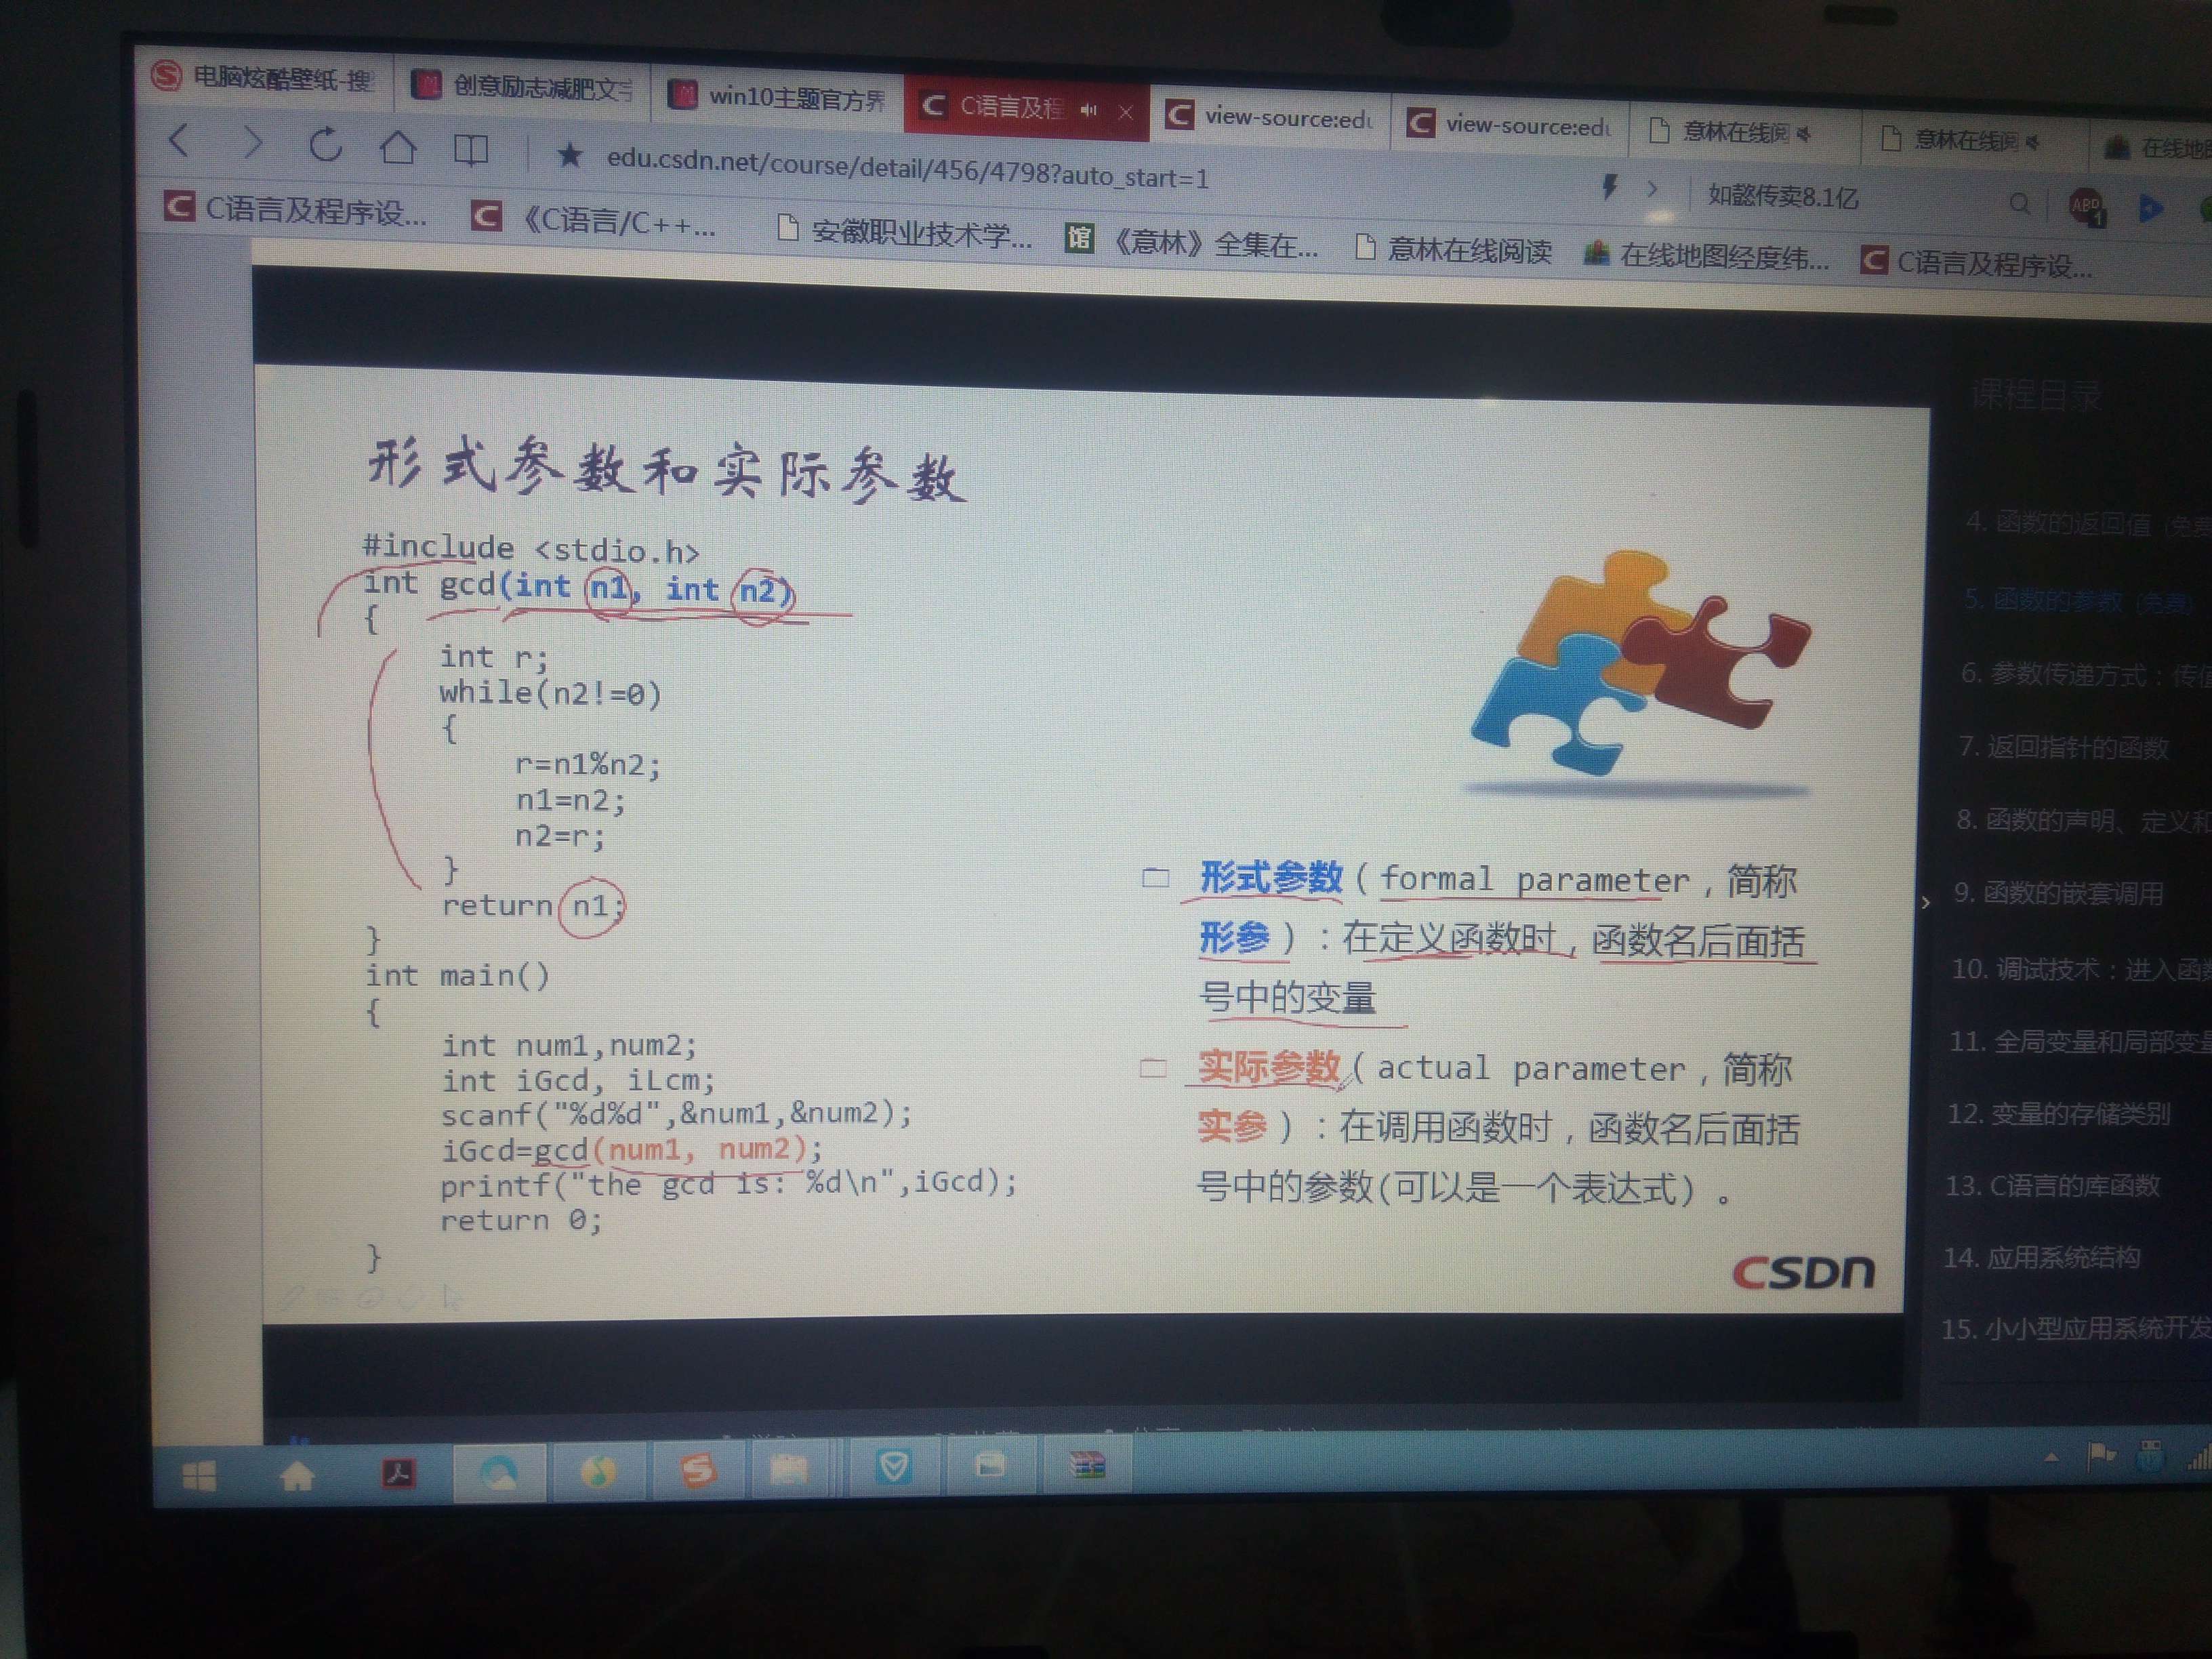 电脑炫酷壁纸-搜
创意励志减肥文字
win10主题官方界
C语言及程
view-source:edu
view-source:edu
意林在线阅
意林在线阅
在线地图
edu.csdn.net/course/detail/456/4798?auto_start=1
如懿传卖8.1亿
ABP
1
C语言及程序设...
《C语言/C++...
安徽职业技术学...
馆
《意林》全集在...
意林在线阅读
在线地图经度纬...
C语言及程序设...
形式参数和实际参数
#include <stdio.h>
int gcd(int n1, int n2)
{
int r;
while(n2!=0)
{
r=n1%n2;
n1=n2;
n2=r;
}
return n1;
}
int main()
{
int num1,num2;
int iGcd, iLcm;
scanf("%d%d",&num1,&num2);
iGcd=gcd(num1, num2);
printf("the gcd is: %d\n",iGcd);
return 0;
}
形式参数(formal parameter,简称
形参):在定义函数时,函数名后面括
号中的变量
实际参数(actual parameter,简称
实参):在调用函数时,函数名后面括
号中的参数(可以是一个表达式)。
CSDN
课程目录
4. 函数的返回值 (免费
5. 函数的参数 (免费)
6. 参数传递方式:传值
7. 返回指针的函数
8. 函数的声明、定义和
9. 函数的嵌套调用
10. 调试技术:进入函数
11. 全局变量和局部变量
12. 变量的存储类别
13. C语言的库函数
14. 应用系统结构
15. 小小型应用系统开发